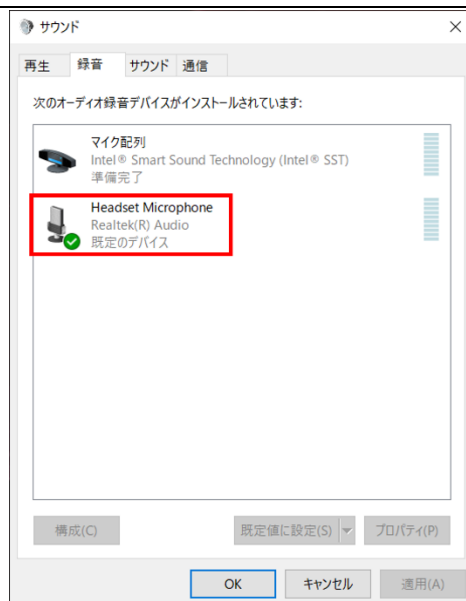 サウンド
再生 録音 サウンド 通信
次のオーディオ録音デバイスがインストールされています:
マイク配列
Intel® Smart Sound Technology (Intel® SST)
準備完了
Headset Microphone
Realtek(R) Audio
既定のデバイス
構成(C) 既定値に設定(S) プロパティ(P)
OK キャンセル 適用(A)